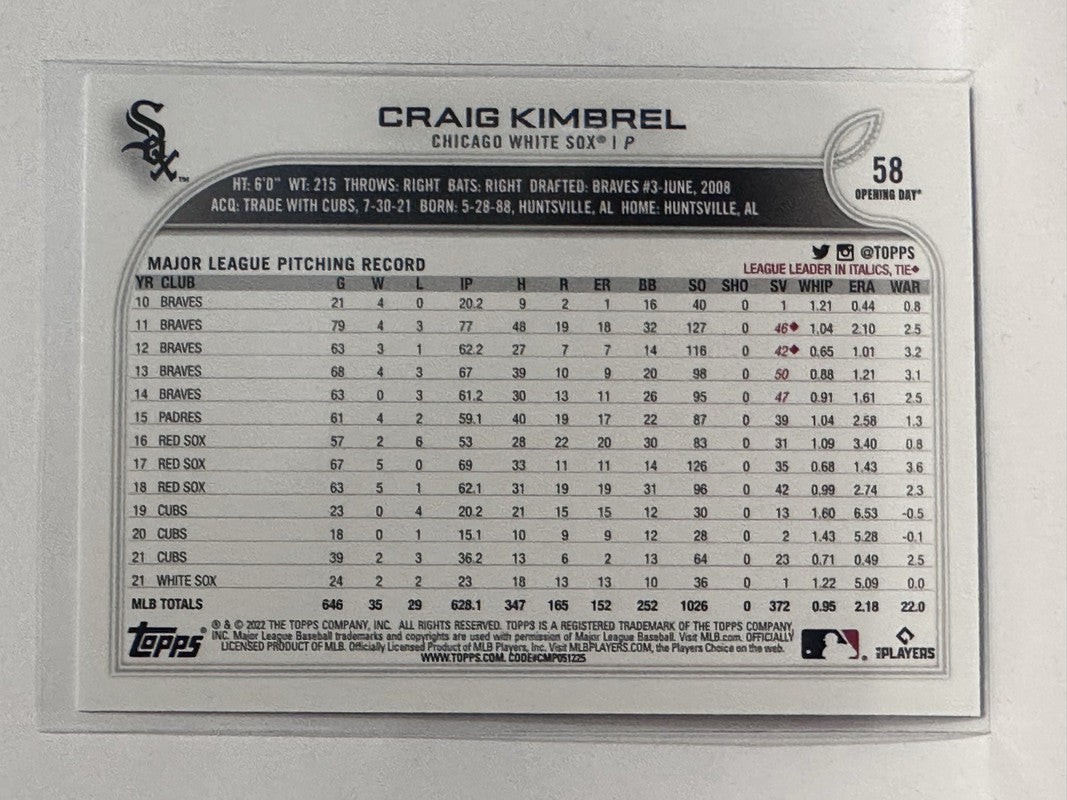 Sox™
CRAIG KIMBREL
CHICAGO WHITE SOX® | P
58
OPENING DAY®
HT: 6'0" WT: 215 THROWS: RIGHT BATS: RIGHT DRAFTED: BRAVES #3-JUNE, 2008
ACQ: TRADE WITH CUBS, 7-30-21 BORN: 5-28-88, HUNTSVILLE, AL HOME: HUNTSVILLE, AL
@TOPPS
MAJOR LEAGUE PITCHING RECORD
LEAGUE LEADER IN ITALICS, TIE◆
YR CLUB G W L IP H R ER BB SO SHO SV WHIP ERA WAR
10 BRAVES 21 4 0 20.2 9 2 1 16 40 0 1 1.21 0.44 0.8
11 BRAVES 79 4 3 77 48 19 18 32 127 0 46◆ 1.04 2.10 2.5
12 BRAVES 63 3 1 62.2 27 7 7 14 116 0 42◆ 0.65 1.01 3.2
13 BRAVES 68 4 3 67 39 10 9 20 98 0 50 0.88 1.21 3.1
14 BRAVES 63 0 3 61.2 30 13 11 26 95 0 47 0.91 1.61 2.5
15 PADRES 61 4 2 59.1 40 19 17 22 87 0 39 1.04 2.58 1.3
16 RED SOX 57 2 6 53 28 22 20 30 83 0 31 1.09 3.40 0.8
17 RED SOX 67 5 0 69 33 11 11 14 126 0 35 0.68 1.43 3.6
18 RED SOX 63 5 1 62.1 31 19 19 31 96 0 42 0.99 2.74 2.3
19 CUBS 23 0 4 20.2 21 15 15 12 30 0 13 1.60 6.53 -0.5
20 CUBS 18 0 1 15.1 10 9 9 12 28 0 2 1.43 5.28 -0.1
21 CUBS 39 2 3 36.2 13 6 2 13 64 0 23 0.71 0.49 2.5
21 WHITE SOX 24 2 2 23 18 13 13 10 36 0 1 1.22 5.09 0.0
MLB TOTALS 646 35 29 628.1 347 165 152 252 1026 0 372 0.95 2.18 22.0
topps®
® & © 2022 THE TOPPS COMPANY, INC. ALL RIGHTS RESERVED. TOPPS IS A REGISTERED TRADEMARK OF THE TOPPS COMPANY,
INC. Major League Baseball trademarks and copyrights are used with permission of Major League Baseball. Visit MLB.com. OFFICIALLY
LICENSED PRODUCT OF MLB. Officially Licensed Product of MLB Players, Inc. Visit MLBPLAYERS.COM, the Players Choice on the web.
WWW.TOPPS.COM. CODE#CMP051225
MLB PLAYERS